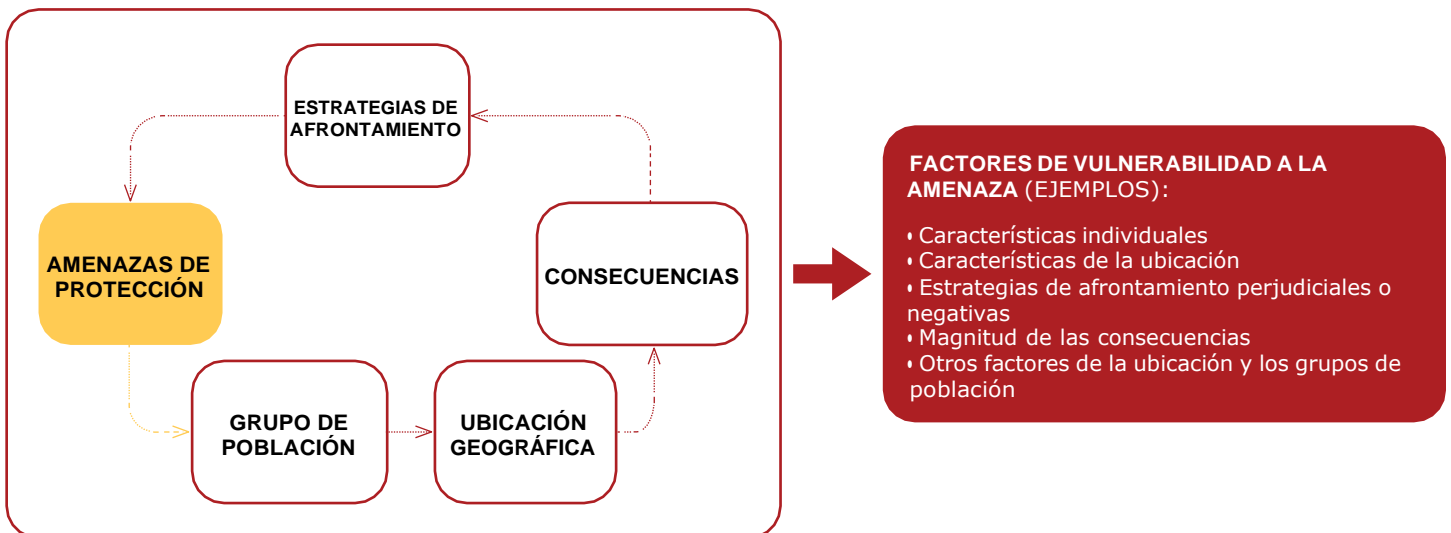 ESTRATEGIAS DE
AFRONTAMIENTO
AMENAZAS DE
PROTECCIÓN
CONSECUENCIAS
GRUPO DE
POBLACIÓN
UBICACIÓN
GEOGRÁFICA
FACTORES DE VULNERABILIDAD A LA
AMENAZA (EJEMPLOS):
• Características individuales
• Características de la ubicación
• Estrategias de afrontamiento perjudiciales o
negativas
• Magnitud de las consecuencias
• Otros factores de la ubicación y los grupos de
población